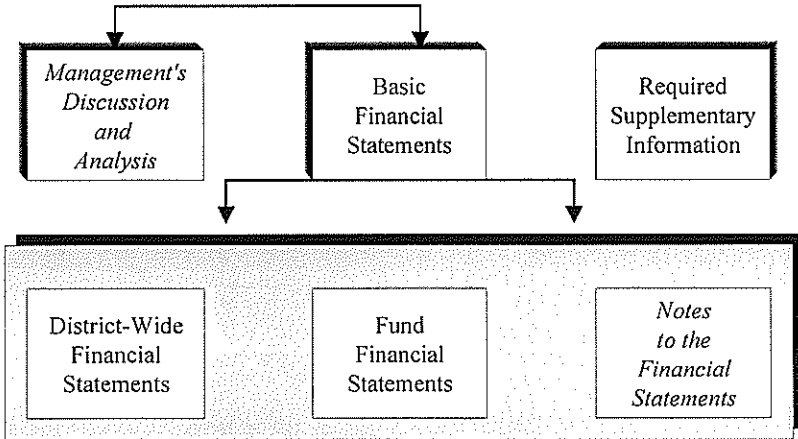 Management's
Discussion
and
Analysis
Basic
Financial
Statements
Required
Supplementary
Information
District-Wide
Financial
Statements
Fund
Financial
Statements
Notes
to the
Financial
Statements